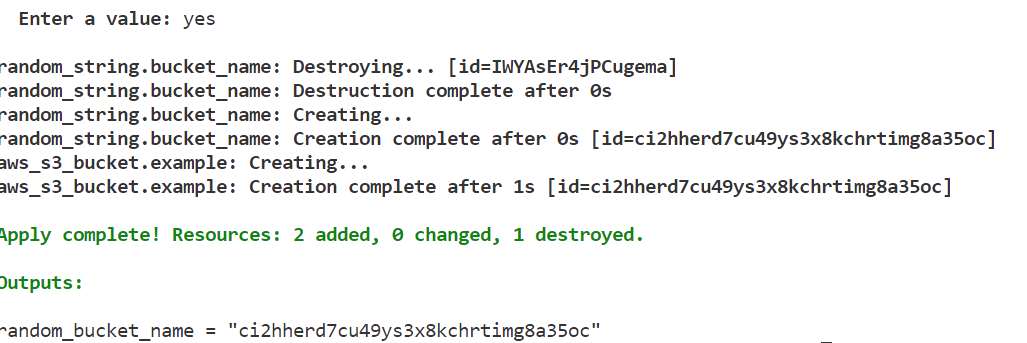 Enter a value: yes
random_string.bucket_name: Destroying... [id=IWYAsEr4jPCugema]
random_string.bucket_name: Destruction complete after 0s
random_string.bucket_name: Creating...
random_string.bucket_name: Creation complete after 0s [id=ci2hherd7cu49ys3x8kchrtimg8a35oc]
aws_s3_bucket.example: Creating...
aws_s3_bucket.example: Creation complete after 1s [id=ci2hherd7cu49ys3x8kchrtimg8a35oc]
Apply complete! Resources: 2 added, 0 changed, 1 destroyed.
Outputs:
random_bucket_name = "ci2hherd7cu49ys3x8kchrtimg8a35oc"